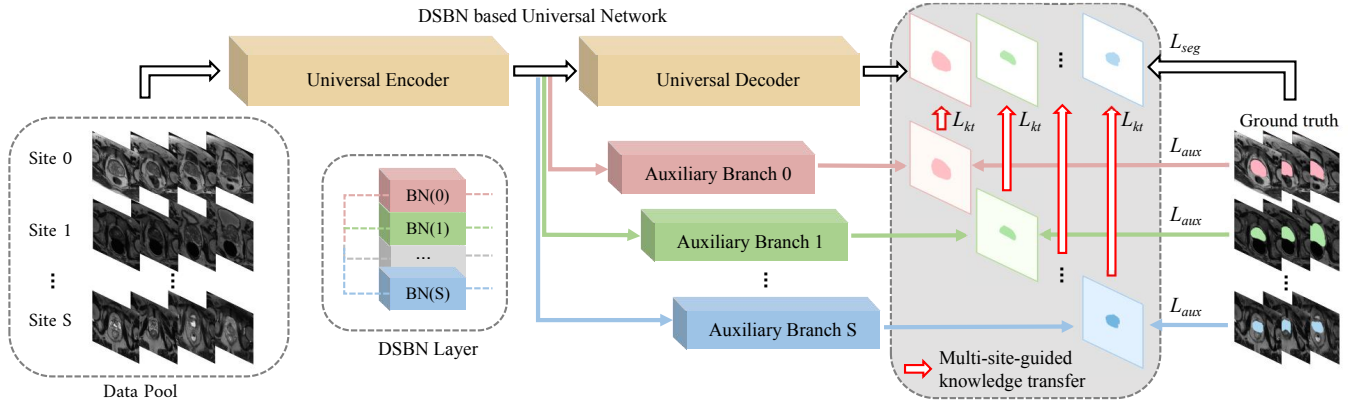 DSBN based Universal Network
Universal Encoder
Universal Decoder
L_seg
Site 0
Site 1
⋮
⋮
Site S
Data Pool
BN(0)
BN(1)
...
BN(S)
DSBN Layer
Auxiliary Branch 0
Auxiliary Branch 1
⋮
Auxiliary Branch S
⋮
L_kt
L_kt
L_kt
⋮
Multi-site-guided
knowledge transfer
Ground truth
L_aux
L_aux
⋮
L_aux